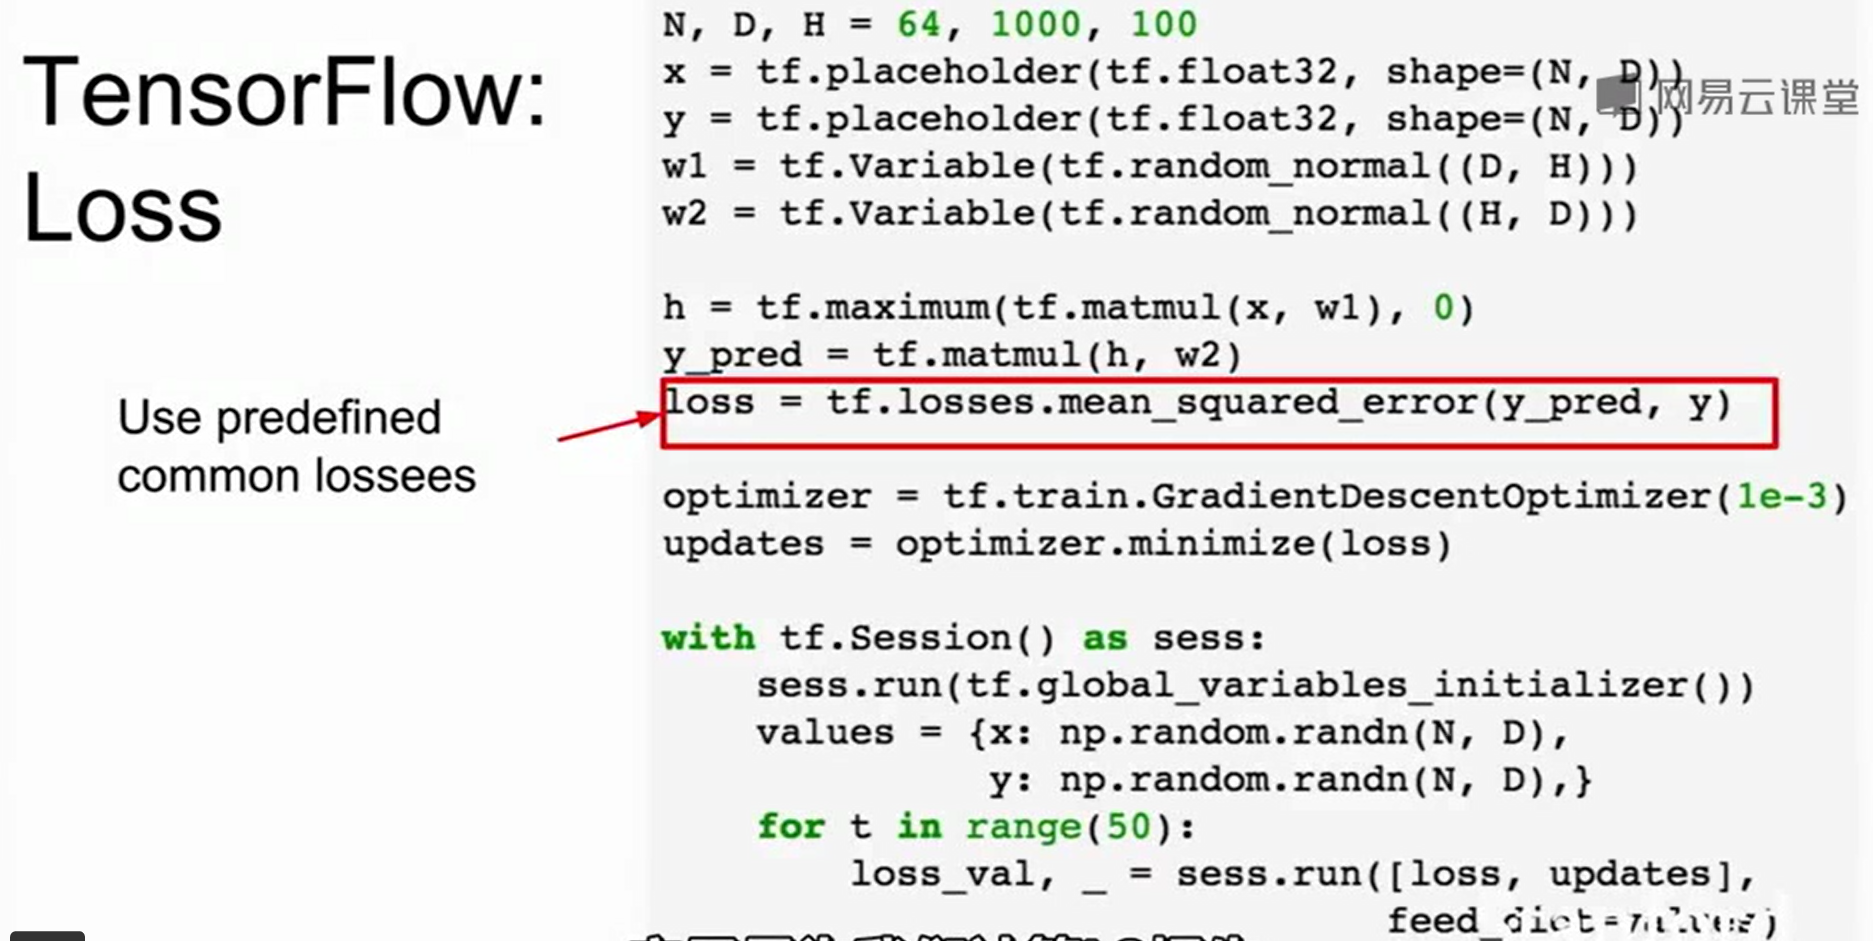 TensorFlow:
Loss
Use predefined
common lossees
N, D, H = 64, 1000, 100
x = tf.placeholder(tf.float32, shape=(N, D))
y = tf.placeholder(tf.float32, shape=(N, D))
w1 = tf.Variable(tf.random_normal((D, H)))
w2 = tf.Variable(tf.random_normal((H, D)))
h = tf.maximum(tf.matmul(x, w1), 0)
y_pred = tf.matmul(h, w2)
loss = tf.losses.mean_squared_error(y_pred, y)
optimizer = tf.train.GradientDescentOptimizer(1e-3)
updates = optimizer.minimize(loss)
with tf.Session() as sess:
    sess.run(tf.global_variables_initializer())
    values = {x: np.random.randn(N, D),
              y: np.random.randn(N, D),}
    for t in range(50):
        loss_val, _ = sess.run([loss, updates],
                               feed_dict=values)
网易云课堂